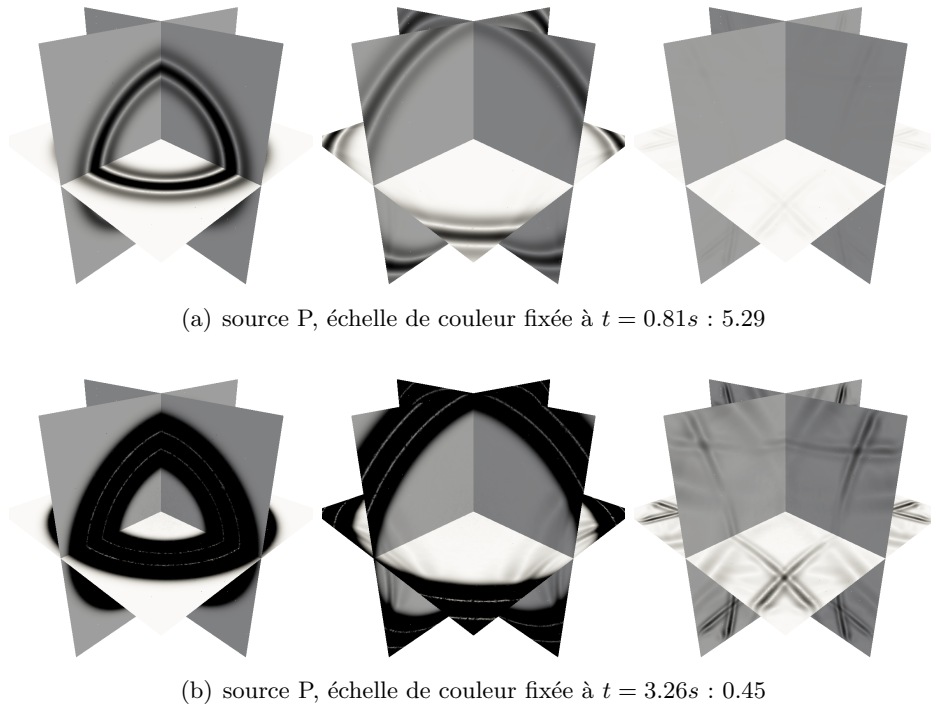 (a) source P, échelle de couleur fixée à t = 0.81s : 5.29
(b) source P, échelle de couleur fixée à t = 3.26s : 0.45